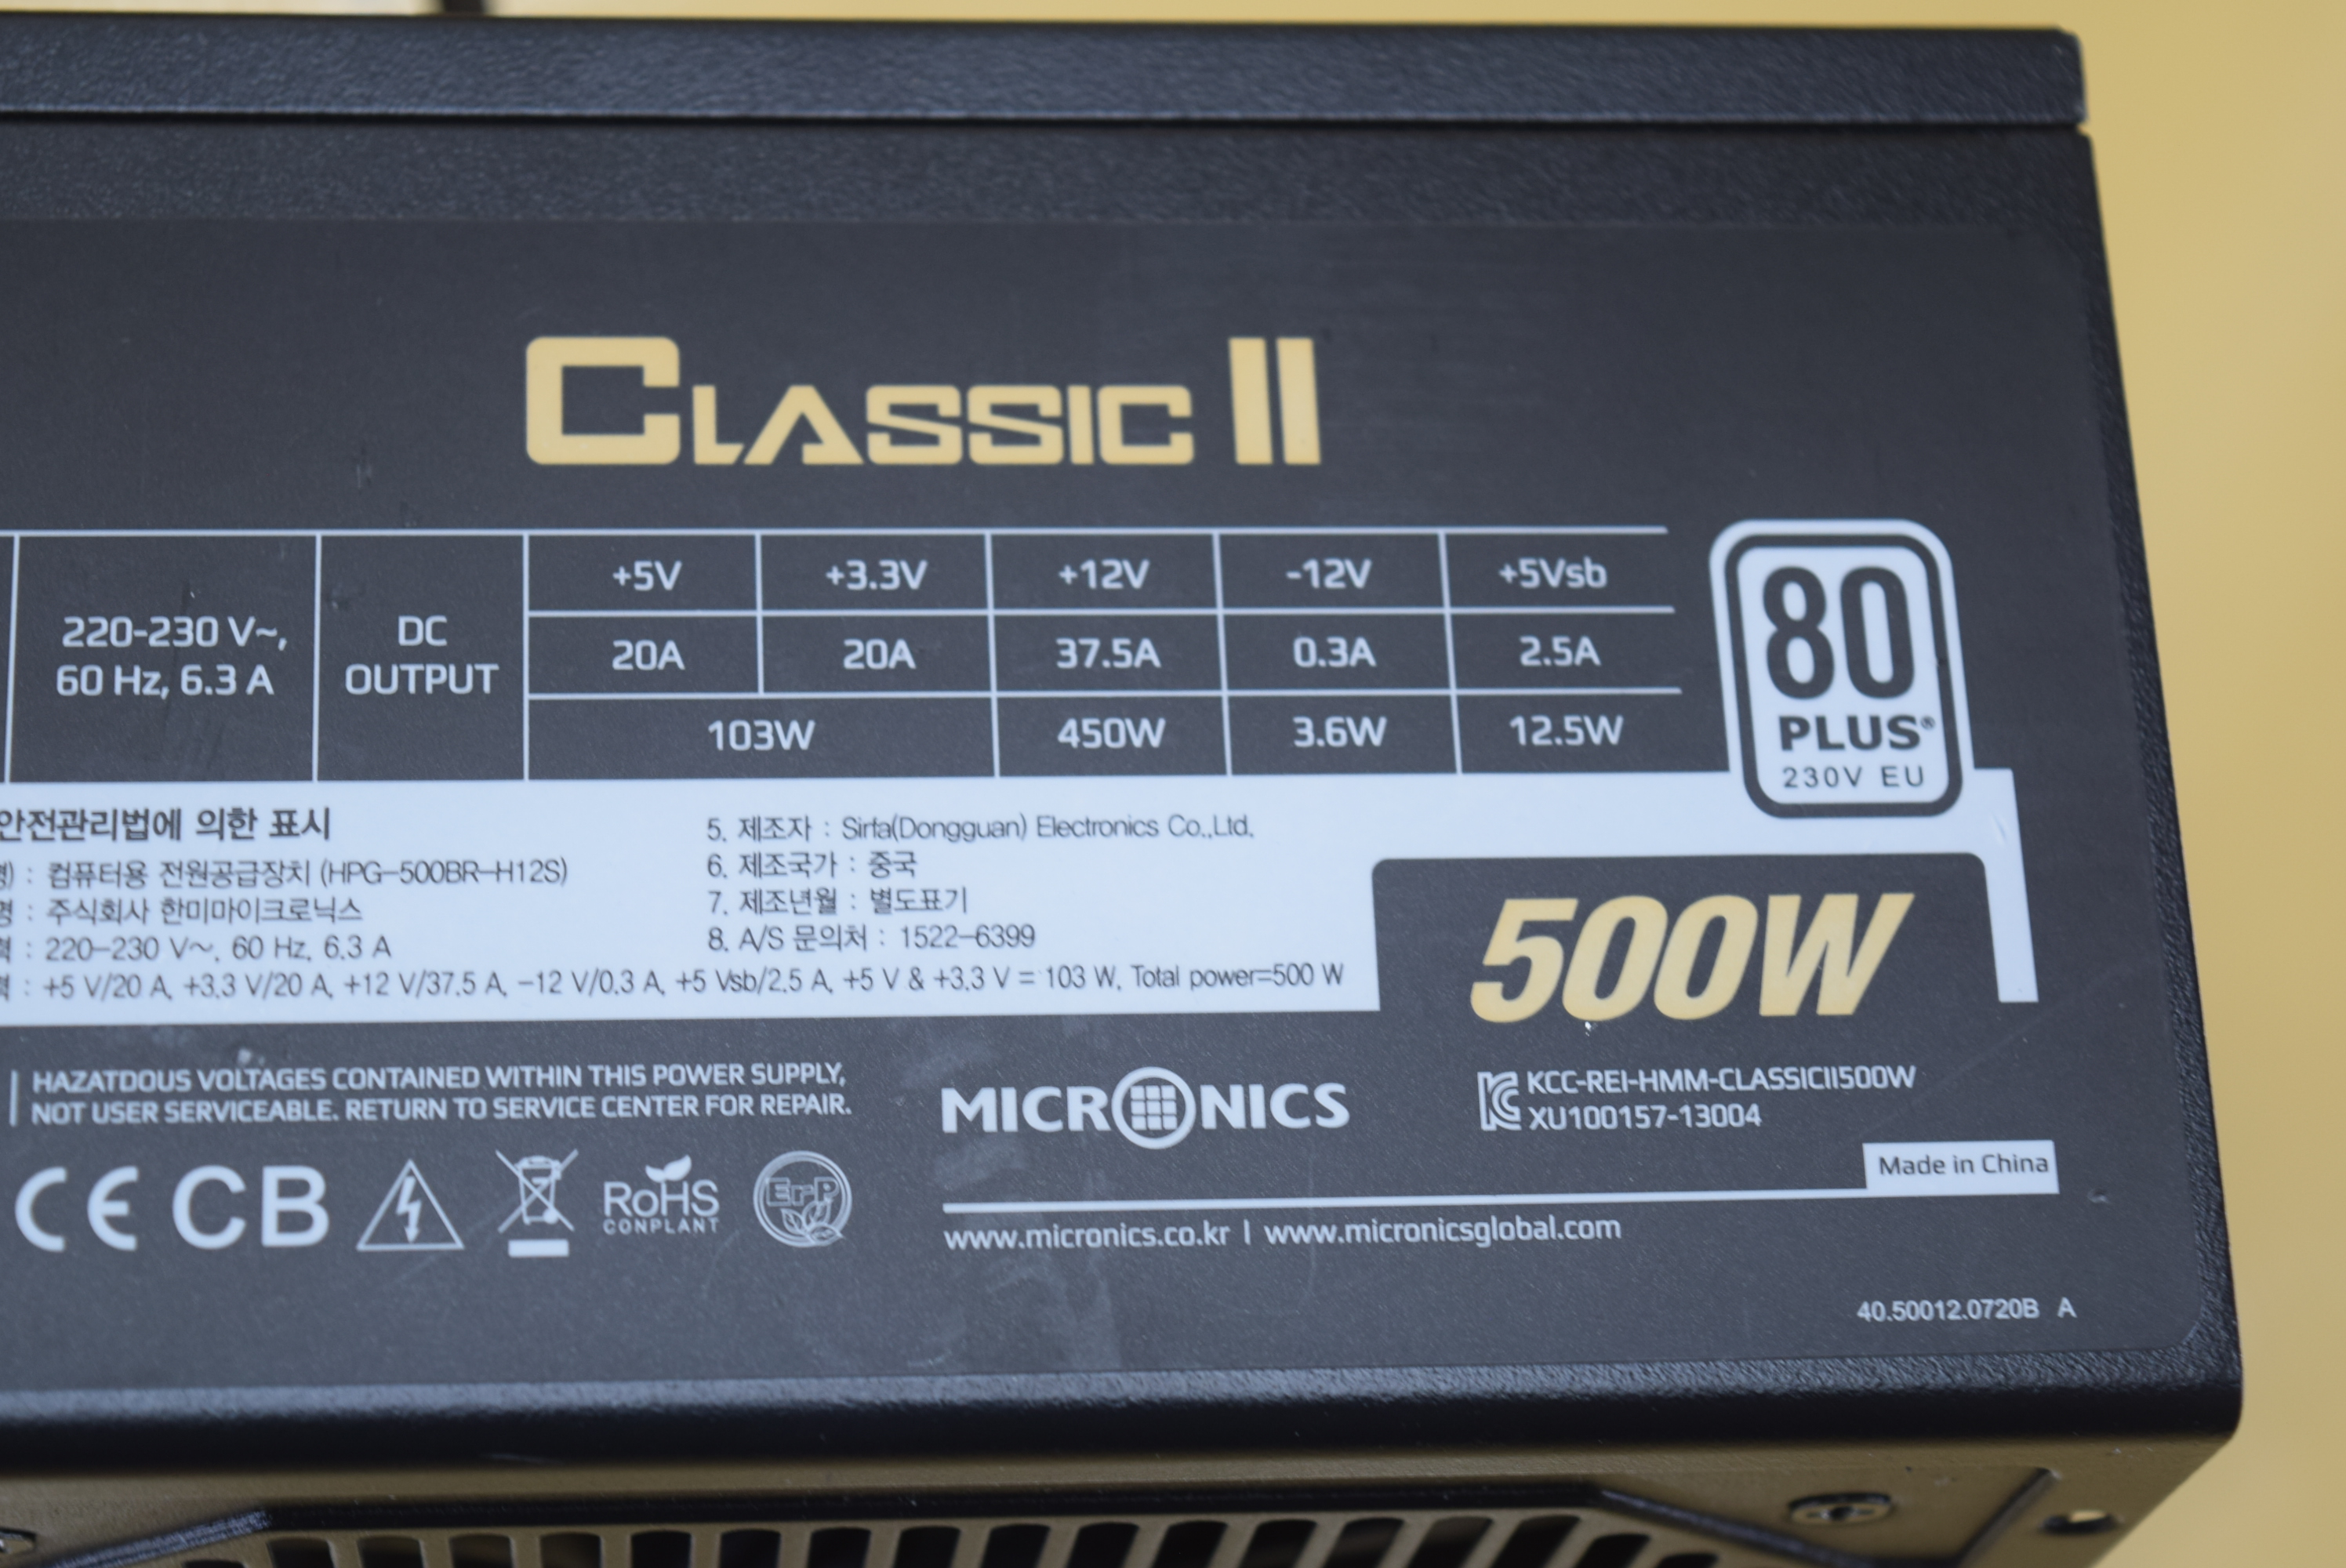 CLASSIC II
220-230 V~,
60 Hz, 6.3 A
DC
OUTPUT
+5V +3.3V +12V -12V +5Vsb
20A 20A 37.5A 0.3A 2.5A
103W 450W 3.6W 12.5W
80
PLUS®
230V EU
안전관리법에 의한 표시
: 컴퓨터용 전원공급장치 (HPG-500BR-H12S)
: 주식회사 한미마이크로닉스
: 220-230 V~, 60 Hz, 6.3 A
: +5 V/20 A, +3.3 V/20 A, +12 V/37.5 A, -12 V/0.3 A, +5 Vsb/2.5 A, +5 V & +3.3 V = 103 W, Total power=500 W
5. 제조자 : Sirfa(Dongguan) Electronics Co.,Ltd.
6. 제조국가 : 중국
7. 제조년월 : 별도표기
8. A/S 문의처 : 1522-6399
500W
HAZATDOUS VOLTAGES CONTAINED WITHIN THIS POWER SUPPLY,
NOT USER SERVICEABLE. RETURN TO SERVICE CENTER FOR REPAIR.
MICRONICS
KCC-REI-HMM-CLASSICII500W
XU100157-13004
Made in China
CE CB
RoHS
CONPLANT
ErP
www.micronics.co.kr | www.micronicsglobal.com
40.50012.0720B A